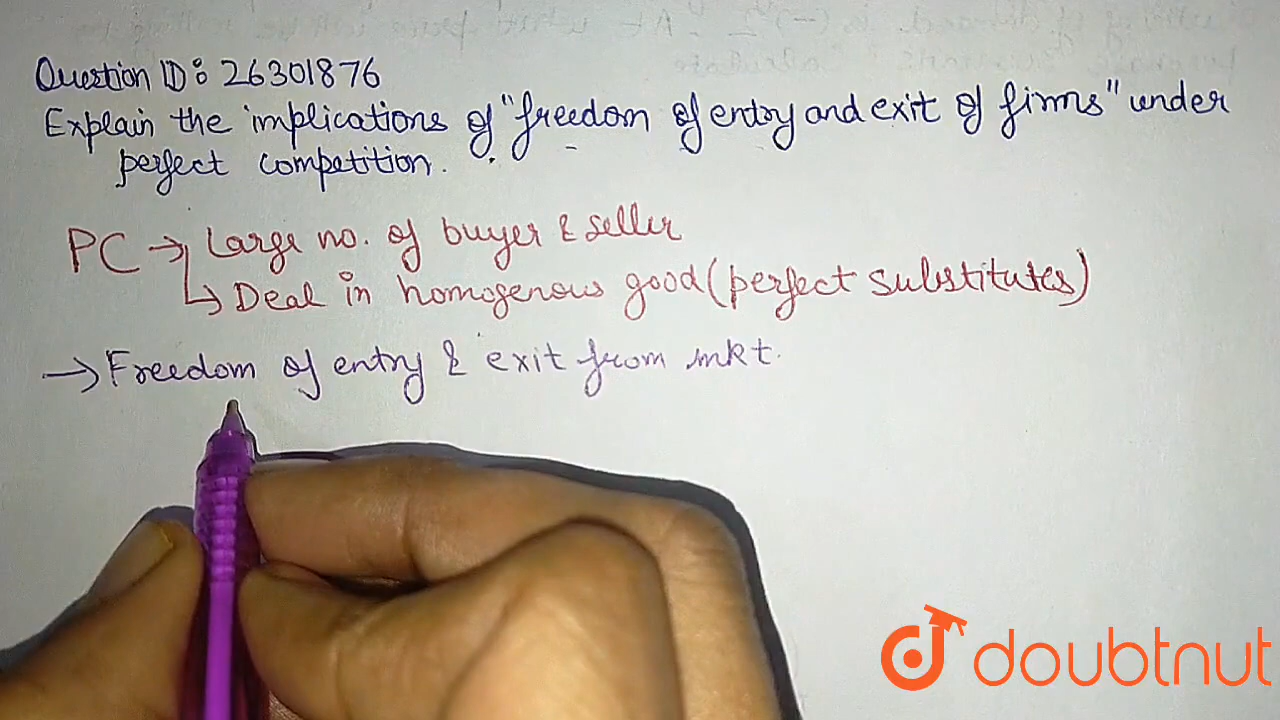 Question ID: 26301876
Explain the implications of "freedom of entry and exit of firms" under
perfect competition.
PC → Large no. of buyer & seller
↳ Deal in homogenous good (perfect substitutes)
→ Freedom of entry & exit from mkt.
doubtnut